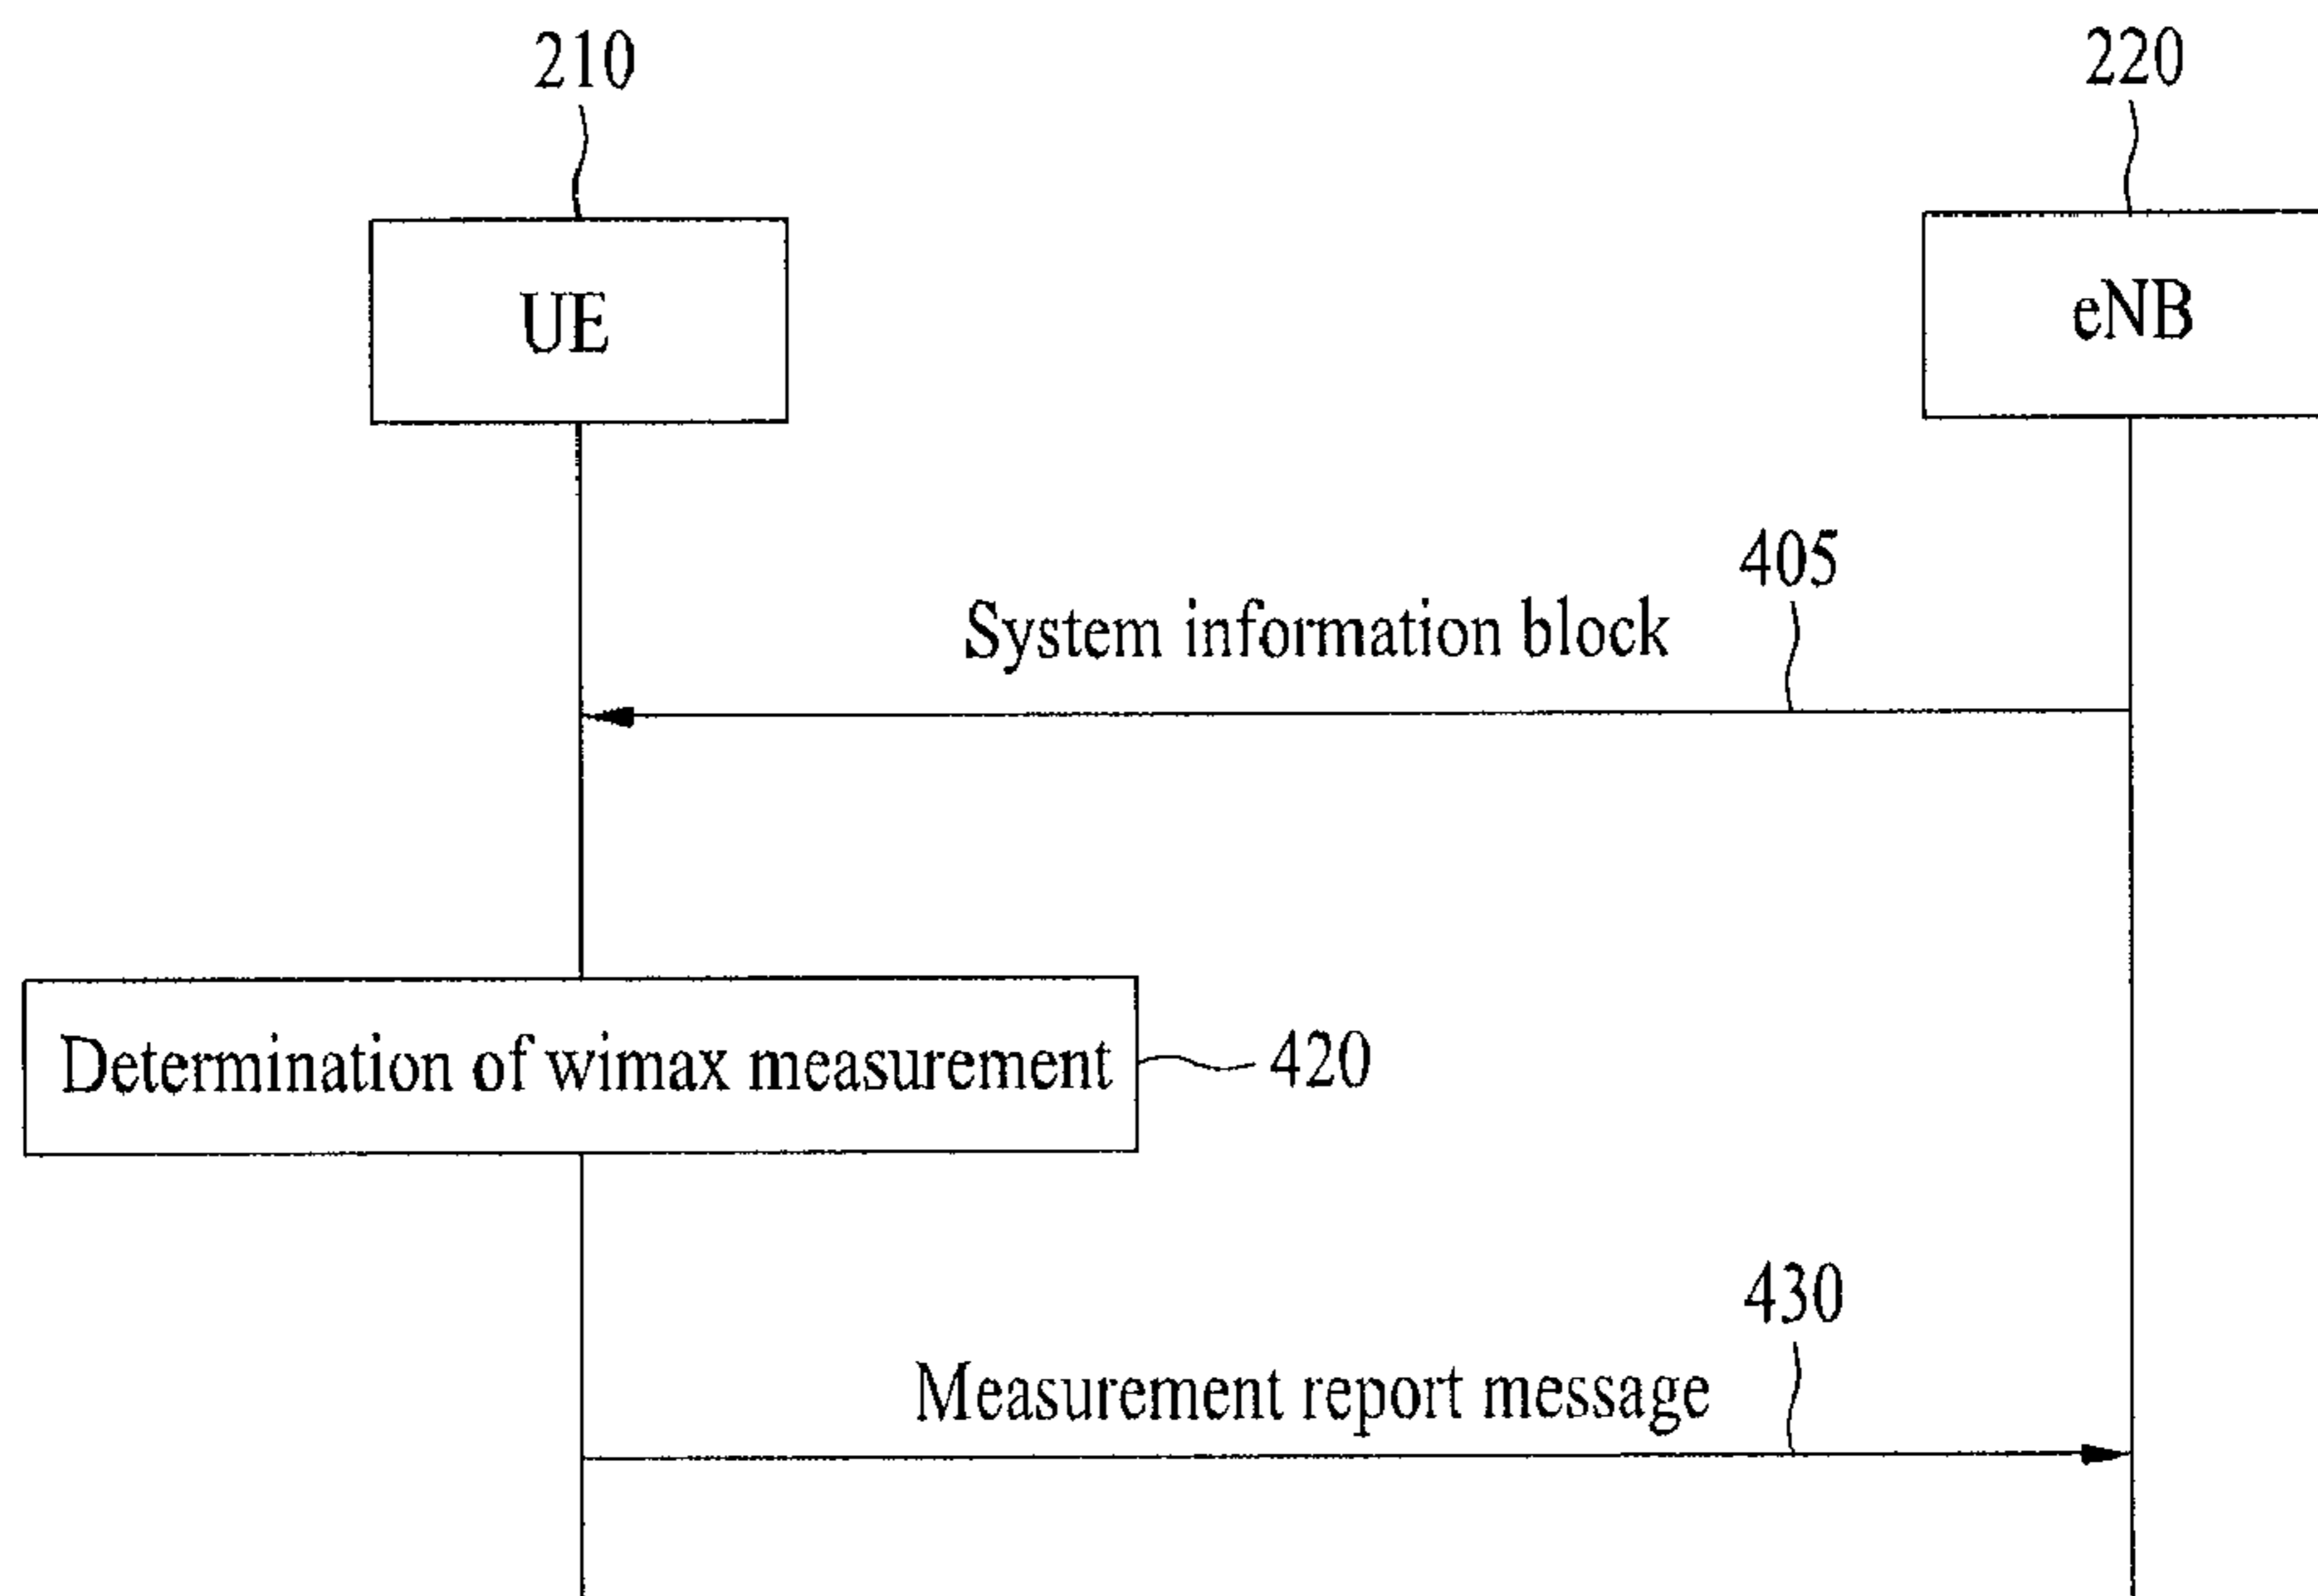 210
220
UE
eNB
405
System information block
Determination of wimax measurement
420
430
Measurement report message